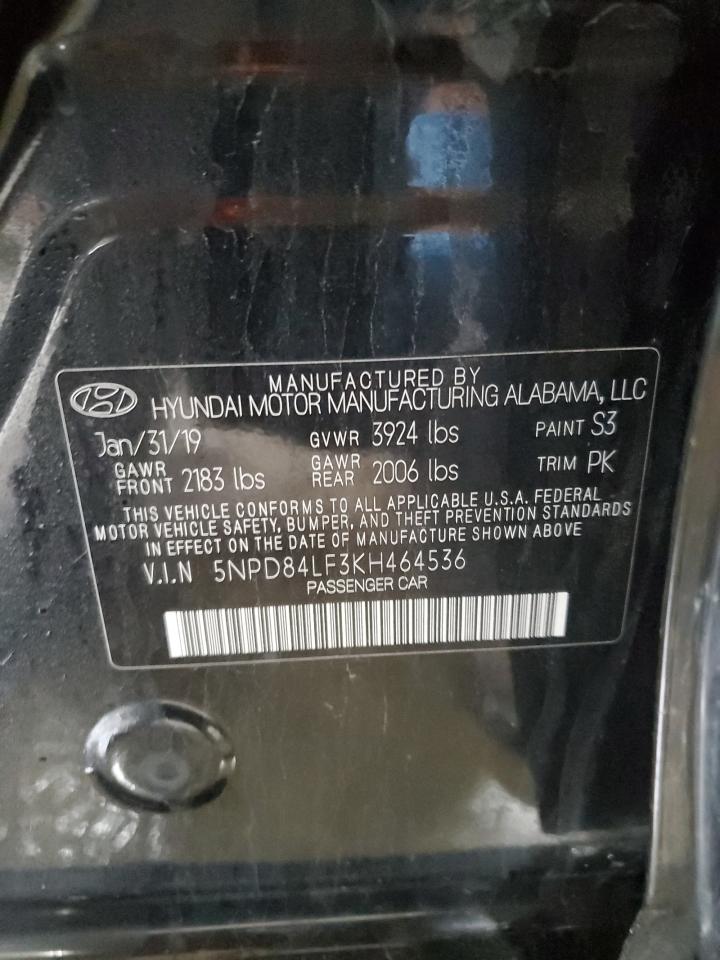 MANUFACTURED BY
HYUNDAI MOTOR MANUFACTURING ALABAMA, LLC
Jan/31/19 GVWR 3924 lbs PAINT S3
GAWR FRONT 2183 lbs GAWR REAR 2006 lbs TRIM PK
THIS VEHICLE CONFORMS TO ALL APPLICABLE U.S.A. FEDERAL
MOTOR VEHICLE SAFETY, BUMPER, AND THEFT PREVENTION STANDARDS
IN EFFECT ON THE DATE OF MANUFACTURE SHOWN ABOVE
V.I.N 5NPD84LF3KH464536
PASSENGER CAR